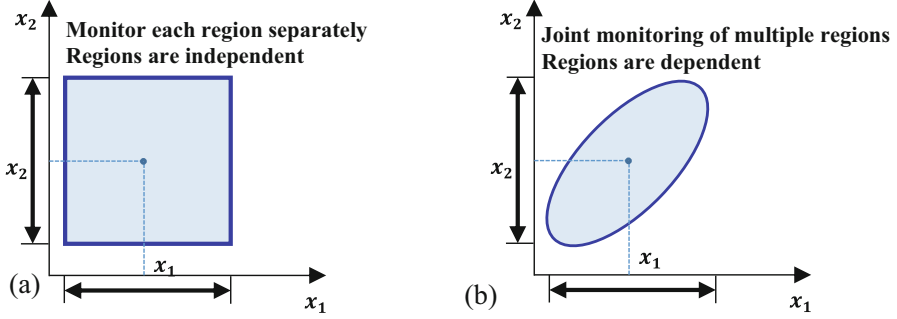 x₂
Monitor each region separately
Regions are independent
x₂
x₁
(a)
x₁
x₂
Joint monitoring of multiple regions
Regions are dependent
x₂
x₁
(b)
x₁